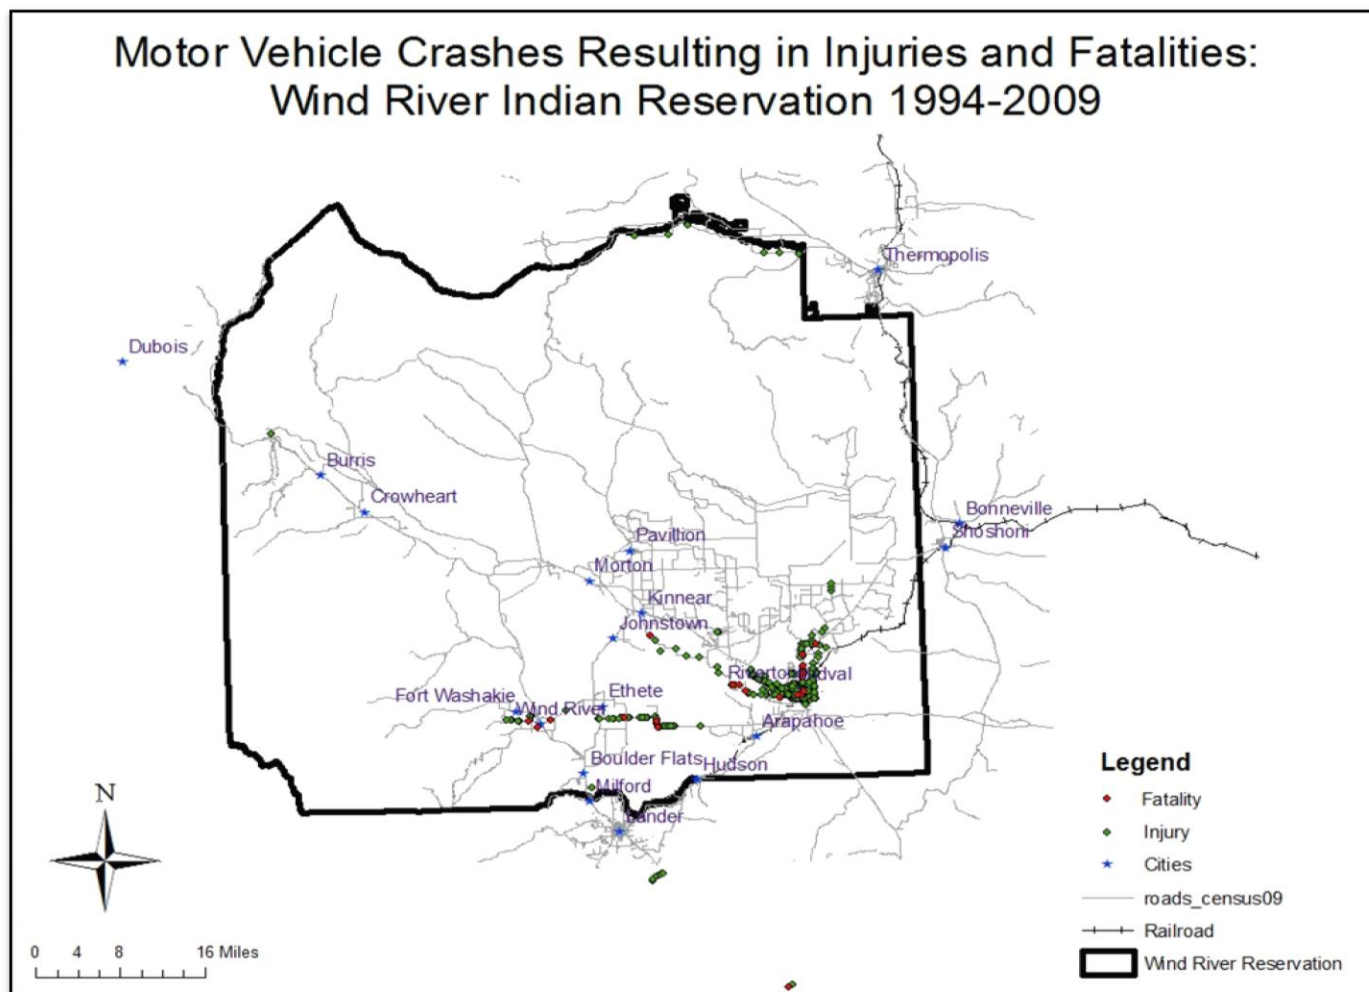 Motor Vehicle Crashes Resulting in Injuries and Fatalities:
Wind River Indian Reservation 1994-2009
Thermopolis
Dubois
Burris
Crowheart
Bonneville
Shoshoni
Pavillion
Morton
Kinnear
Johnstown
Fort Washakie
Wind River
Ethete
Arapahoe
Boulder Flats
Hudson
Milford
Lander
N
0 4 8 16 Miles
Legend
Fatality
Injury
Cities
roads_census09
Railroad
Wind River Reservation